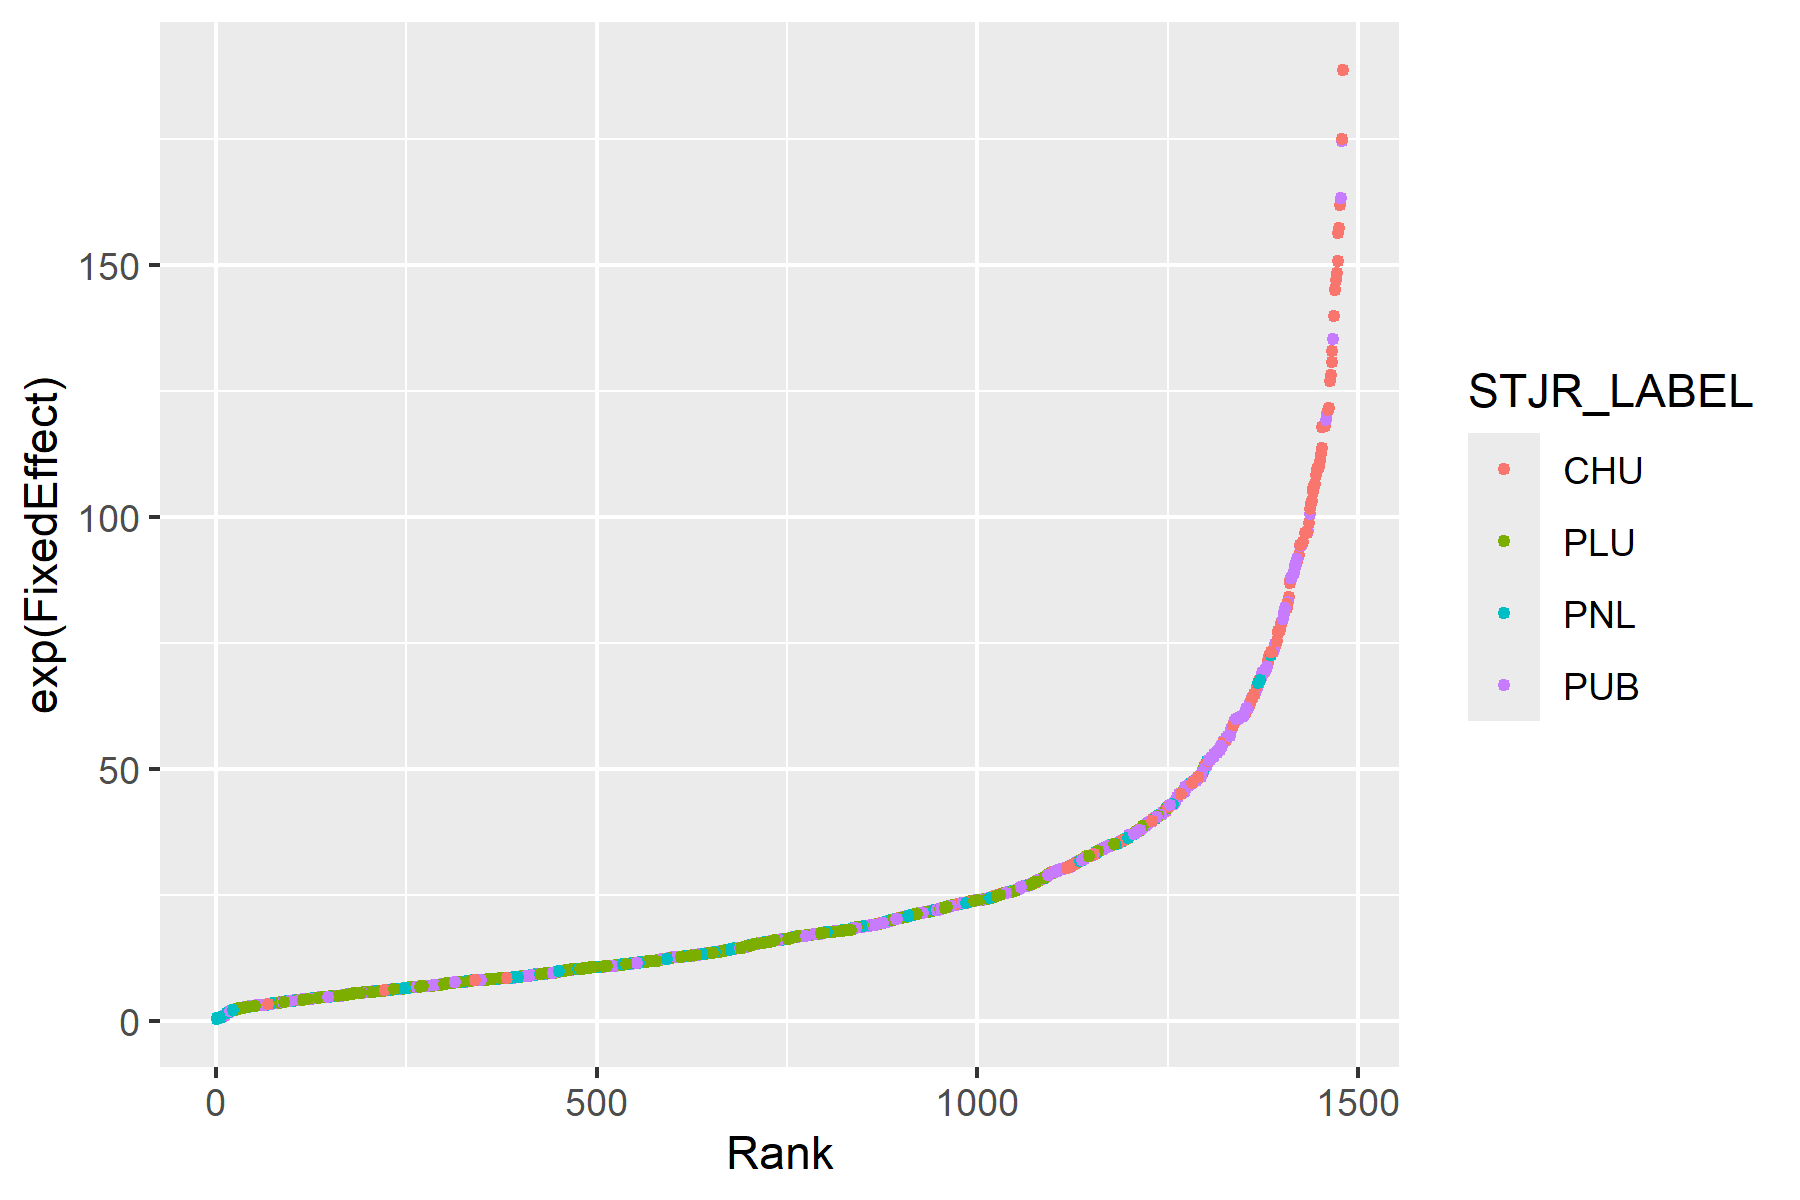 exp(FixedEffect)
150
100
50
0
0 500 1000 1500
Rank
STJR_LABEL
CHU
PLU
PNL
PUB